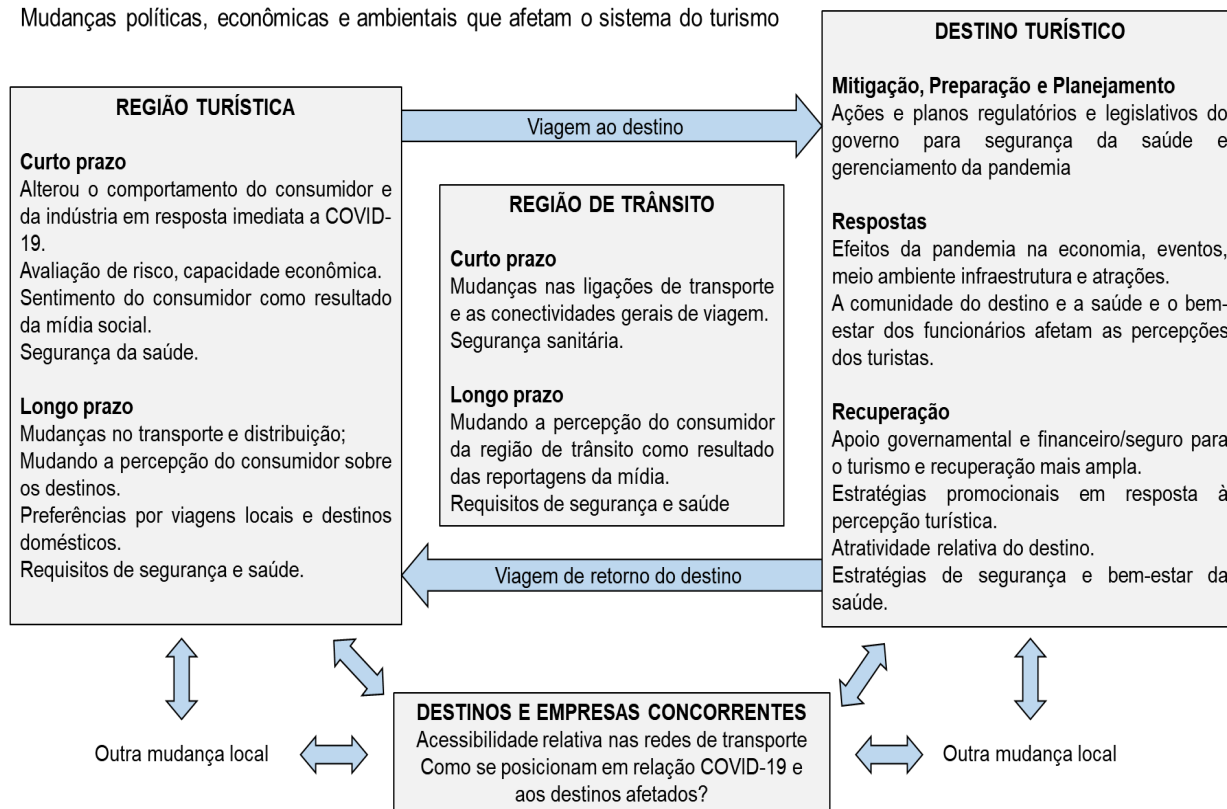 Mudanças políticas, econômicas e ambientais que afetam o sistema do turismo
REGIÃO TURÍSTICA
Curto prazo
Alterou o comportamento do consumidor e
da indústria em resposta imediata a COVID-
19.
Avaliação de risco, capacidade econômica.
Sentimento do consumidor como resultado
da mídia social.
Segurança da saúde.
Longo prazo
Mudanças no transporte e distribuição;
Mudando a percepção do consumidor sobre
os destinos.
Preferências por viagens locais e destinos
domésticos.
Requisitos de segurança e saúde.
Viagem ao destino
REGIÃO DE TRÂNSITO
Curto prazo
Mudanças nas ligações de transporte
e as conectividades gerais de viagem.
Segurança sanitária.
Longo prazo
Mudando a percepção do consumidor
da região de trânsito como resultado
das reportagens da mídia.
Requisitos de segurança e saúde
Viagem de retorno do destino
DESTINO TURÍSTICO
Mitigação, Preparação e Planejamento
Ações e planos regulatórios e legislativos do
governo para segurança da saúde e
gerenciamento da pandemia
Respostas
Efeitos da pandemia na economia, eventos,
meio ambiente infraestrutura e atrações.
A comunidade do destino e a saúde e o bem-
estar dos funcionários afetam as percepções
dos turistas.
Recuperação
Apoio governamental e financeiro/seguro para
o turismo e recuperação mais ampla.
Estratégias promocionais em resposta à
percepção turística.
Atratividade relativa do destino.
Estratégias de segurança e bem-estar da
saúde.
Outra mudança local
DESTINOS E EMPRESAS CONCORRENTES
Acessibilidade relativa nas redes de transporte
Como se posicionam em relação COVID-19 e
aos destinos afetados?
Outra mudança local